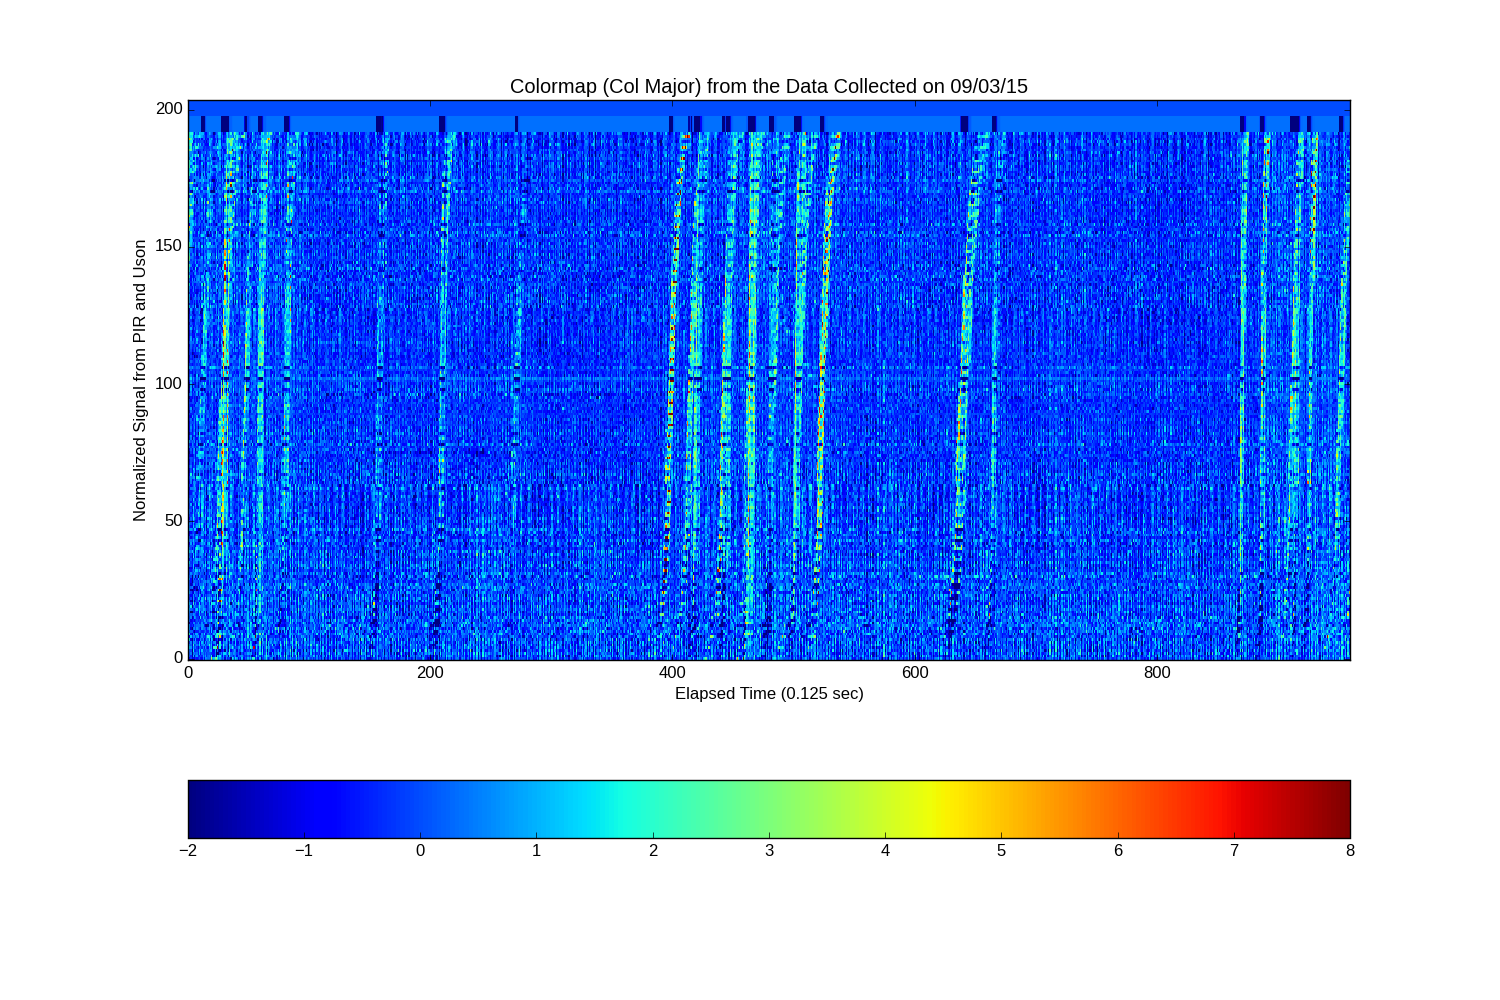 Colormap (Col Major) from the Data Collected on 09/03/15
200
150
100
50
0
Normalized Signal from PIR and Uson
0 200 400 600 800
Elapsed Time (0.125 sec)
−2 −1 0 1 2 3 4 5 6 7 8